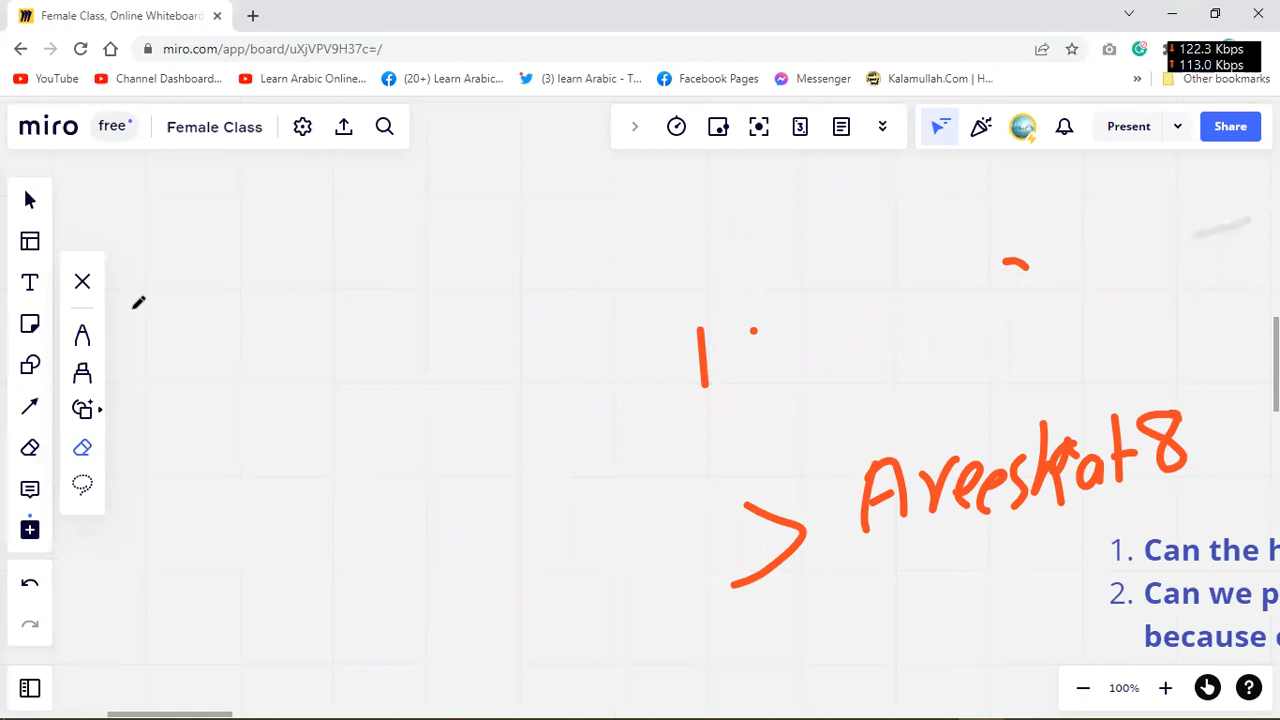 Female Class, Online Whiteboard
miro.com/app/board/uXjVPV9H37c=/
122.3 Kbps
113.0 Kbps
YouTube
Channel Dashboard...
Learn Arabic Online...
(20+) Learn Arabic...
(3) learn Arabic - T...
Facebook Pages
Messenger
Kalamullah.Com | H...
»
Other bookmarks
miro
free
Female Class
3
Present
Share
Areeskat8
1. Can the h
2. Can we p
because
100%